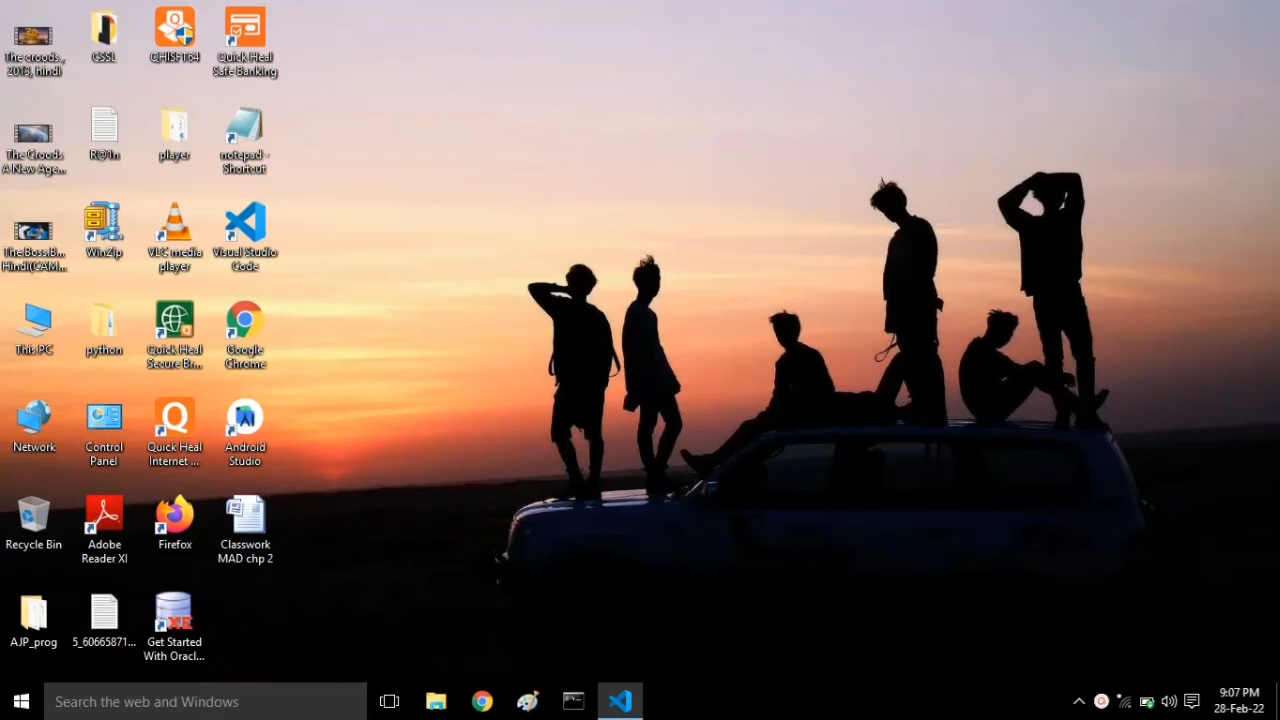 The croods,
2013, hindi
CSSL
QHISFT64
Quick Heal
Safe Banking
The Croods
A New Age...
R@1n
player
notepad -
Shortcut
The.Boss.B...
Hindi(CAM...
WinZip
VLC media
player
Visual Studio
Code
This PC
python
Quick Heal
Secure Br...
Google
Chrome
Network
Control
Panel
Quick Heal
Internet ...
Android
Studio
Recycle Bin
Adobe
Reader XI
Firefox
Classwork
MAD chp 2
AJP_prog
5_60665871...
Get Started
With Oracl...
Search the web and Windows
9:07 PM
28-Feb-22